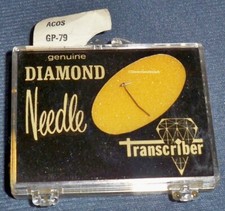 ACOS
GP-79
genuine
DIAMOND
Needle
Transcriber